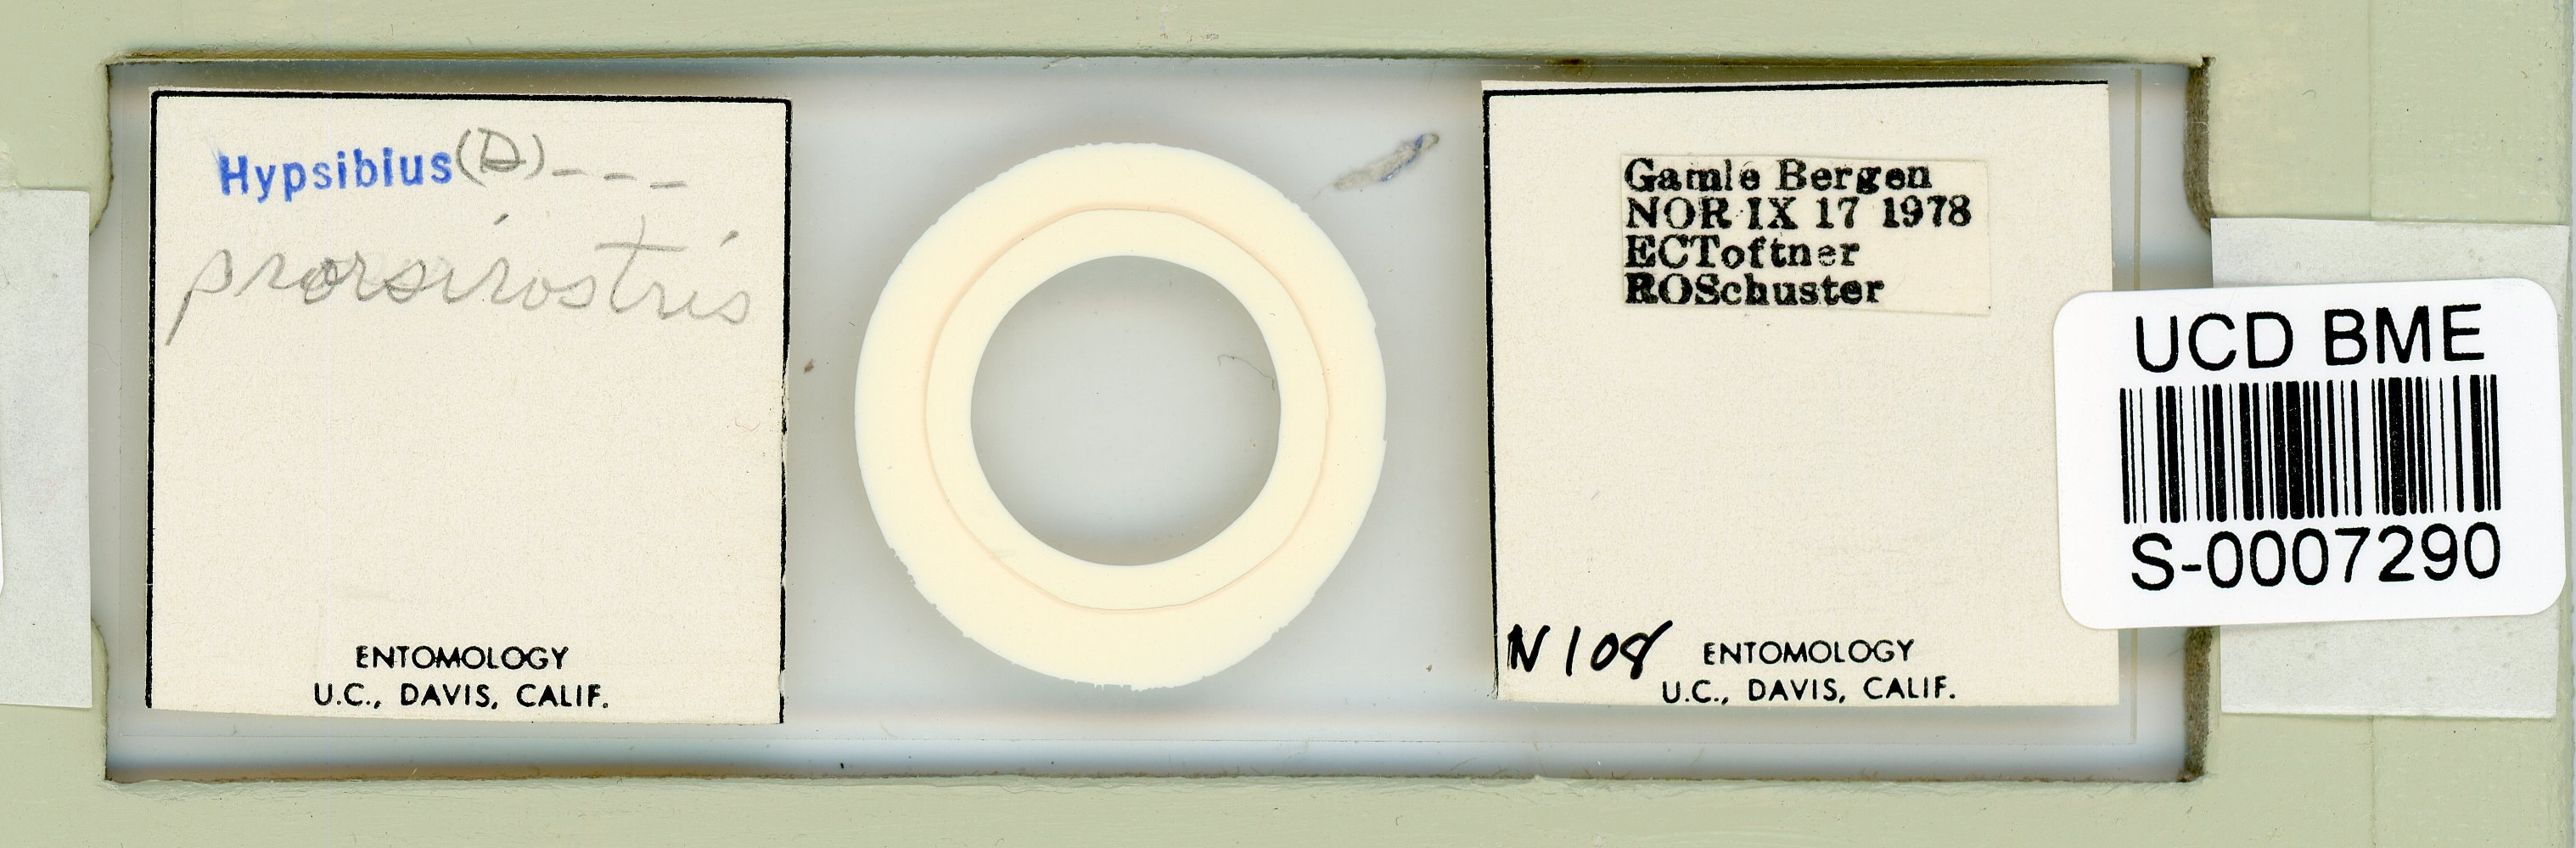 Hypsibius (D)---
prorsirostris
ENTOMOLOGY
U.C., DAVIS, CALIF.
Gamle Bergen
NOR IX 17 1978
ECToftner
ROSchuster
N108
ENTOMOLOGY
U.C., DAVIS, CALIF.
UCD BME
S-0007290